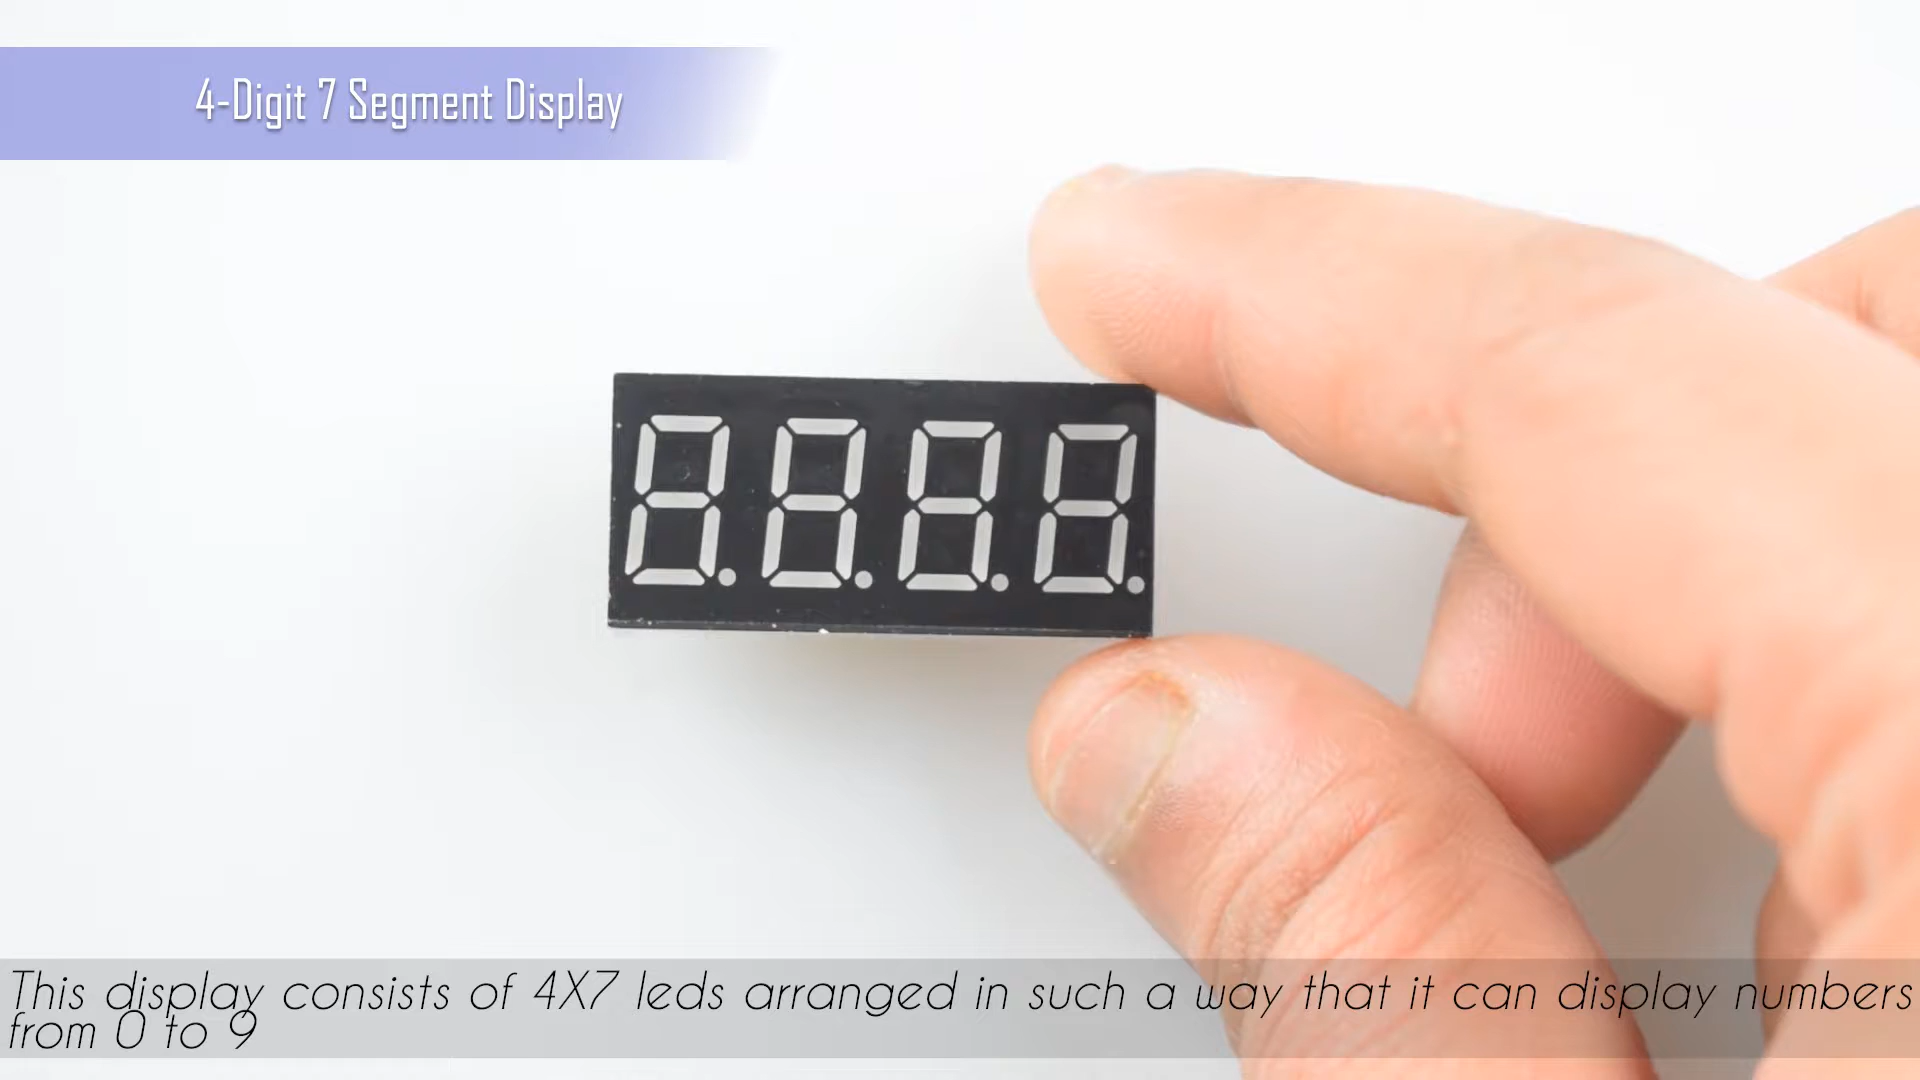 4-Digit 7 Segment Display
This display consists of 4X7 leds arranged in such a way that it can display numbers
from 0 to 9